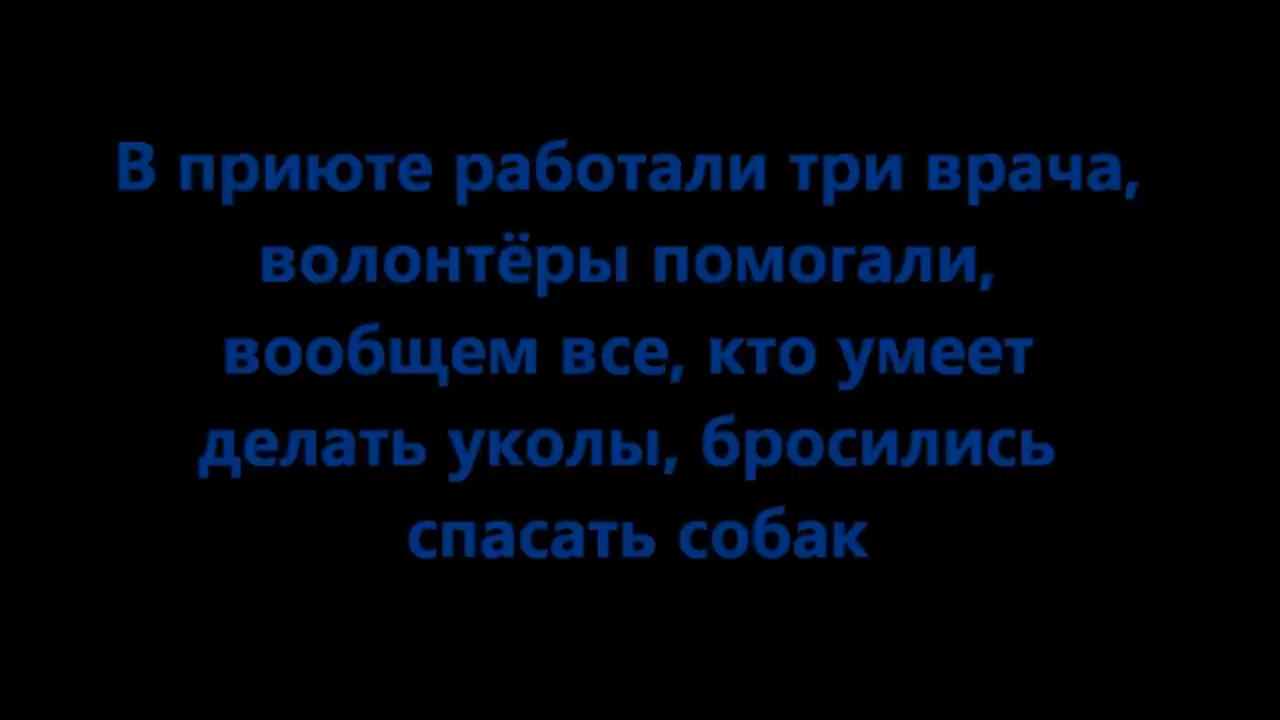 В приюте работали три врача,
волонтёры помогали,
вообщем все, кто умеет
делать уколы, бросились
спасать собак